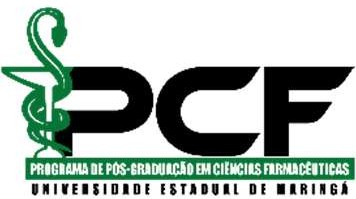 PCF
PROGRAMA DE PÓS-GRADUAÇÃO EM CIÊNCIAS FARMACÊUTICAS
UNIVERSIDADE ESTADUAL DE MARINGÁ